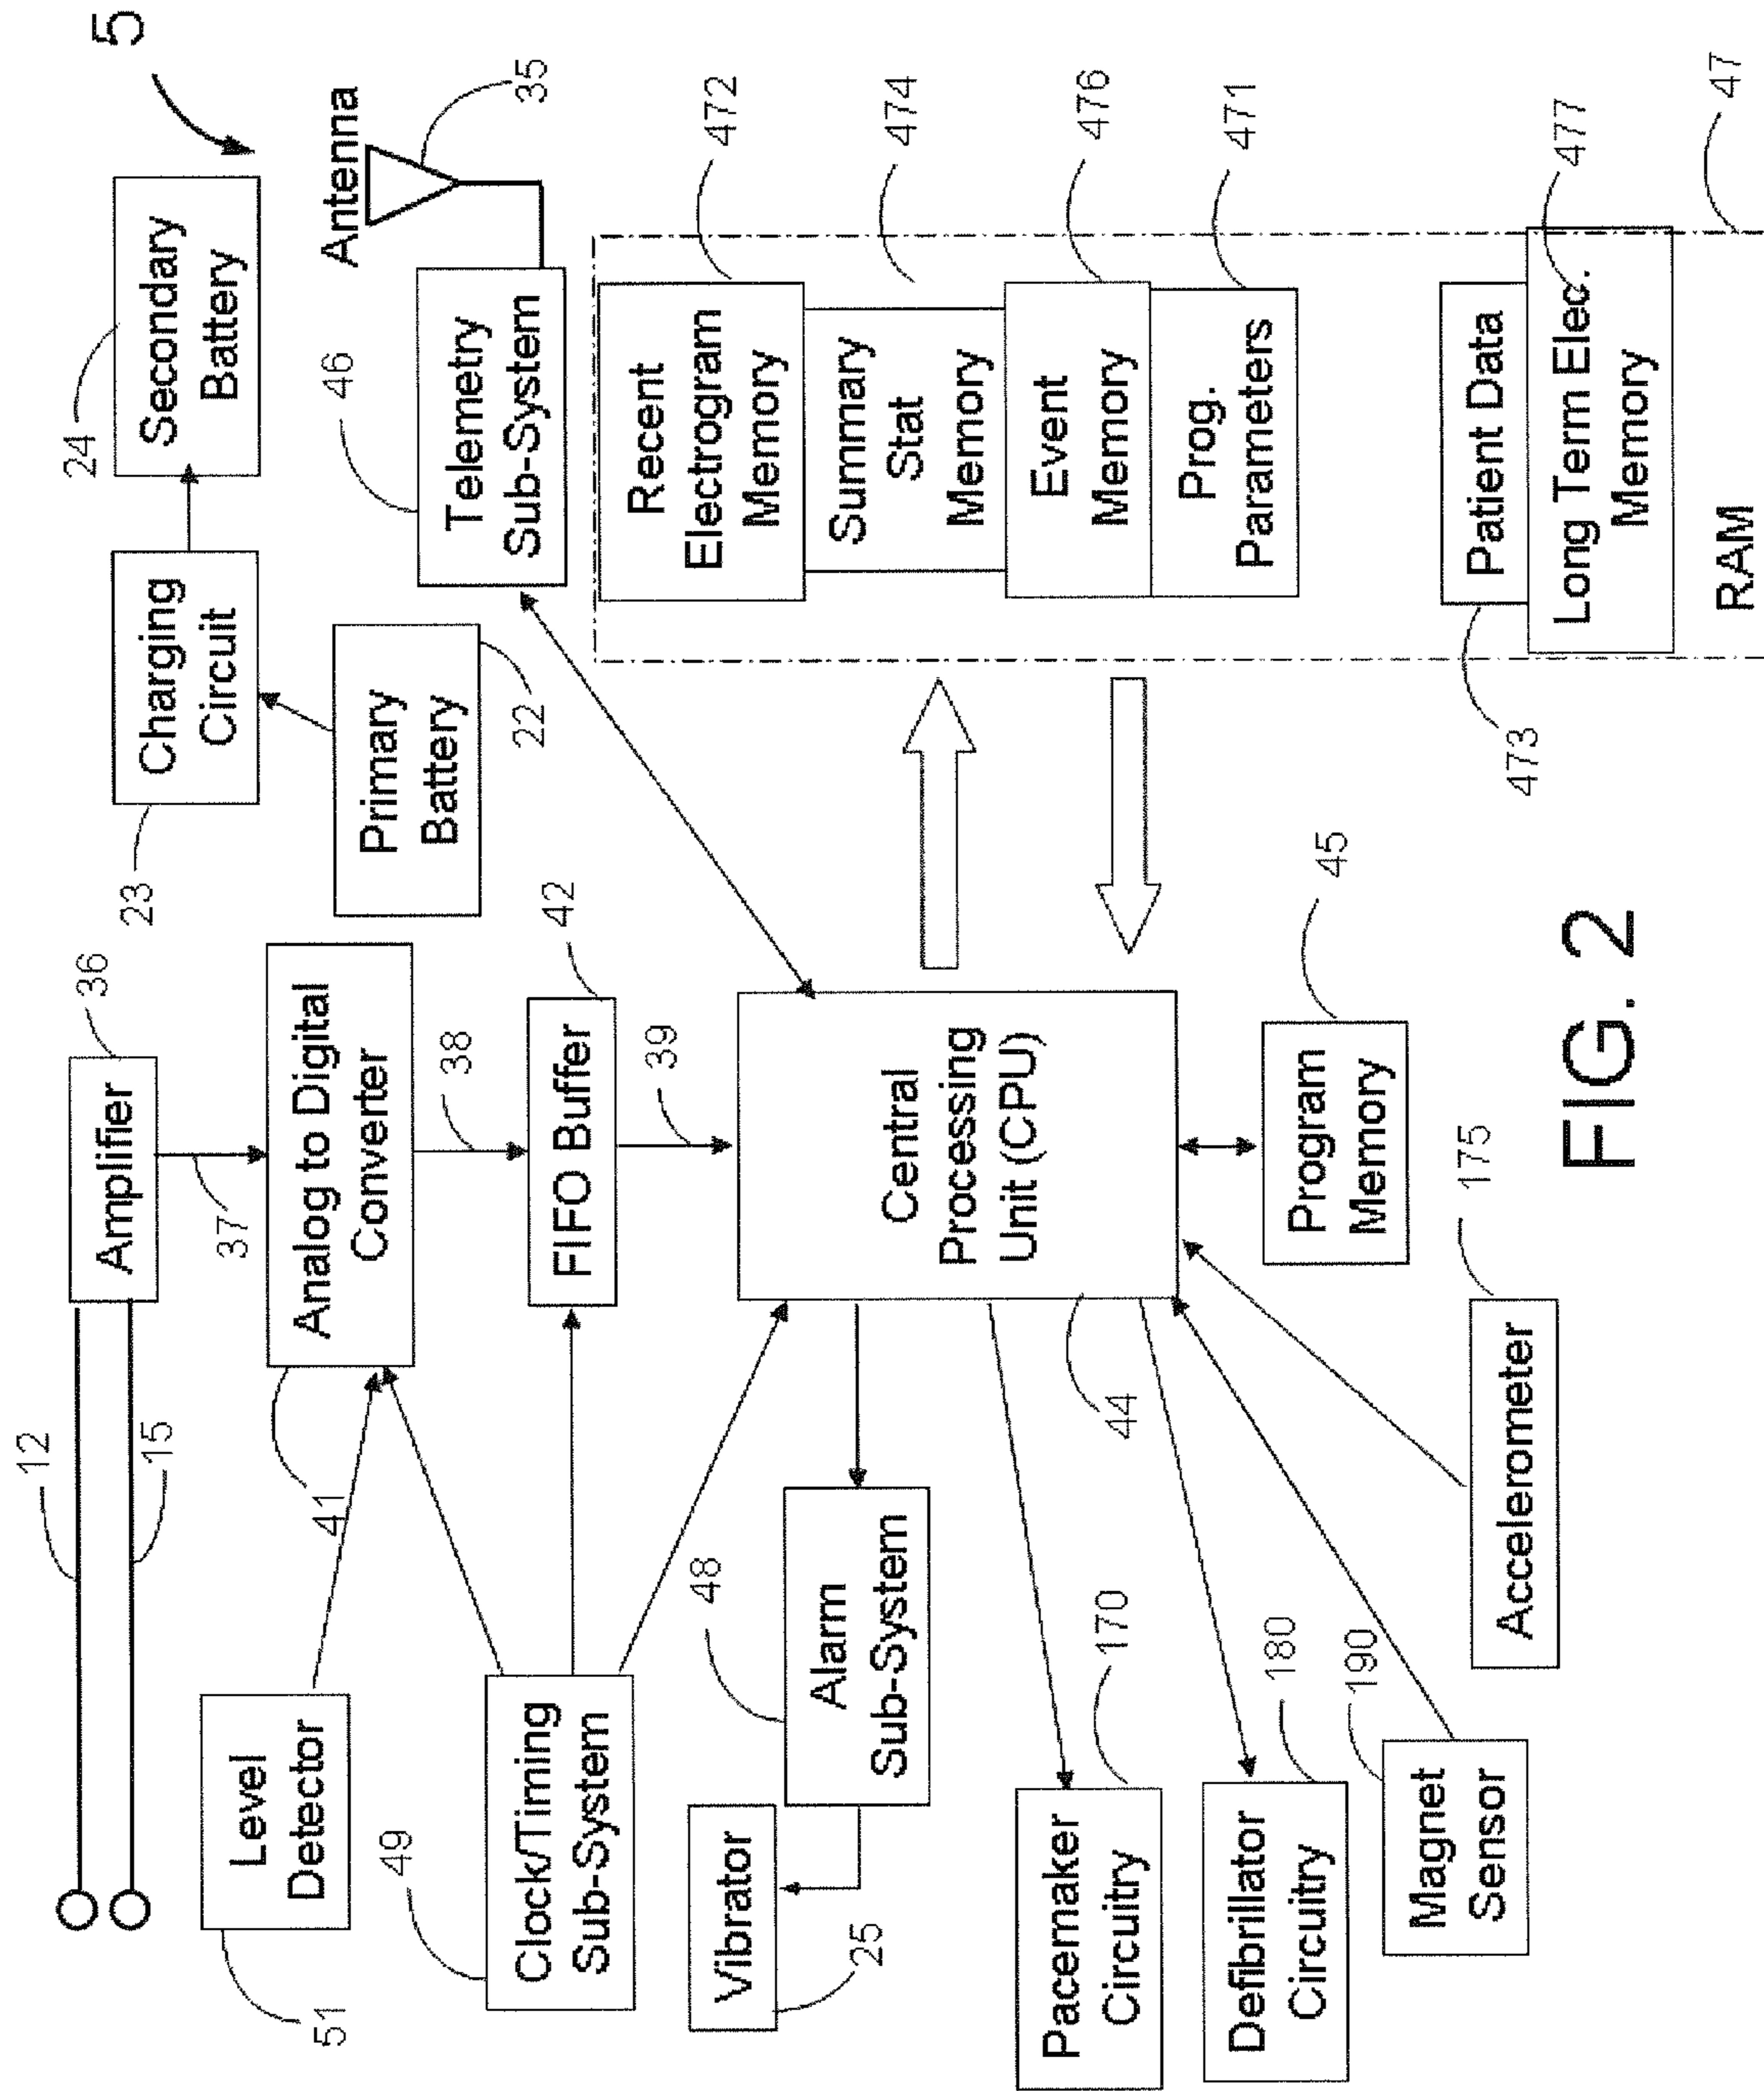 5
12
15
Amplifier
36
37
Level
Detector
51
41
Analog to Digital
Converter
38
23
Charging
Circuit
24
Secondary
Battery
Primary
Battery
22
46
Telemetry
Sub-System
Antenna
35
49
Clock/Timing
Sub-System
FIFO Buffer
42
39
Vibrator
25
48
Alarm
Sub-System
Central
Processing
Unit (CPU)
44
Recent
Electrogram
Memory
472
Summary
Stat
Memory
474
Event
Memory
476
Prog.
Parameters
471
Pacemaker
Circuitry
170
Defibrillator
Circuitry
180
Magnet
Sensor
190
Accelerometer
175
Program
Memory
45
473
Patient Data
Long Term Elec.
Memory
477
RAM
47
FIG. 2